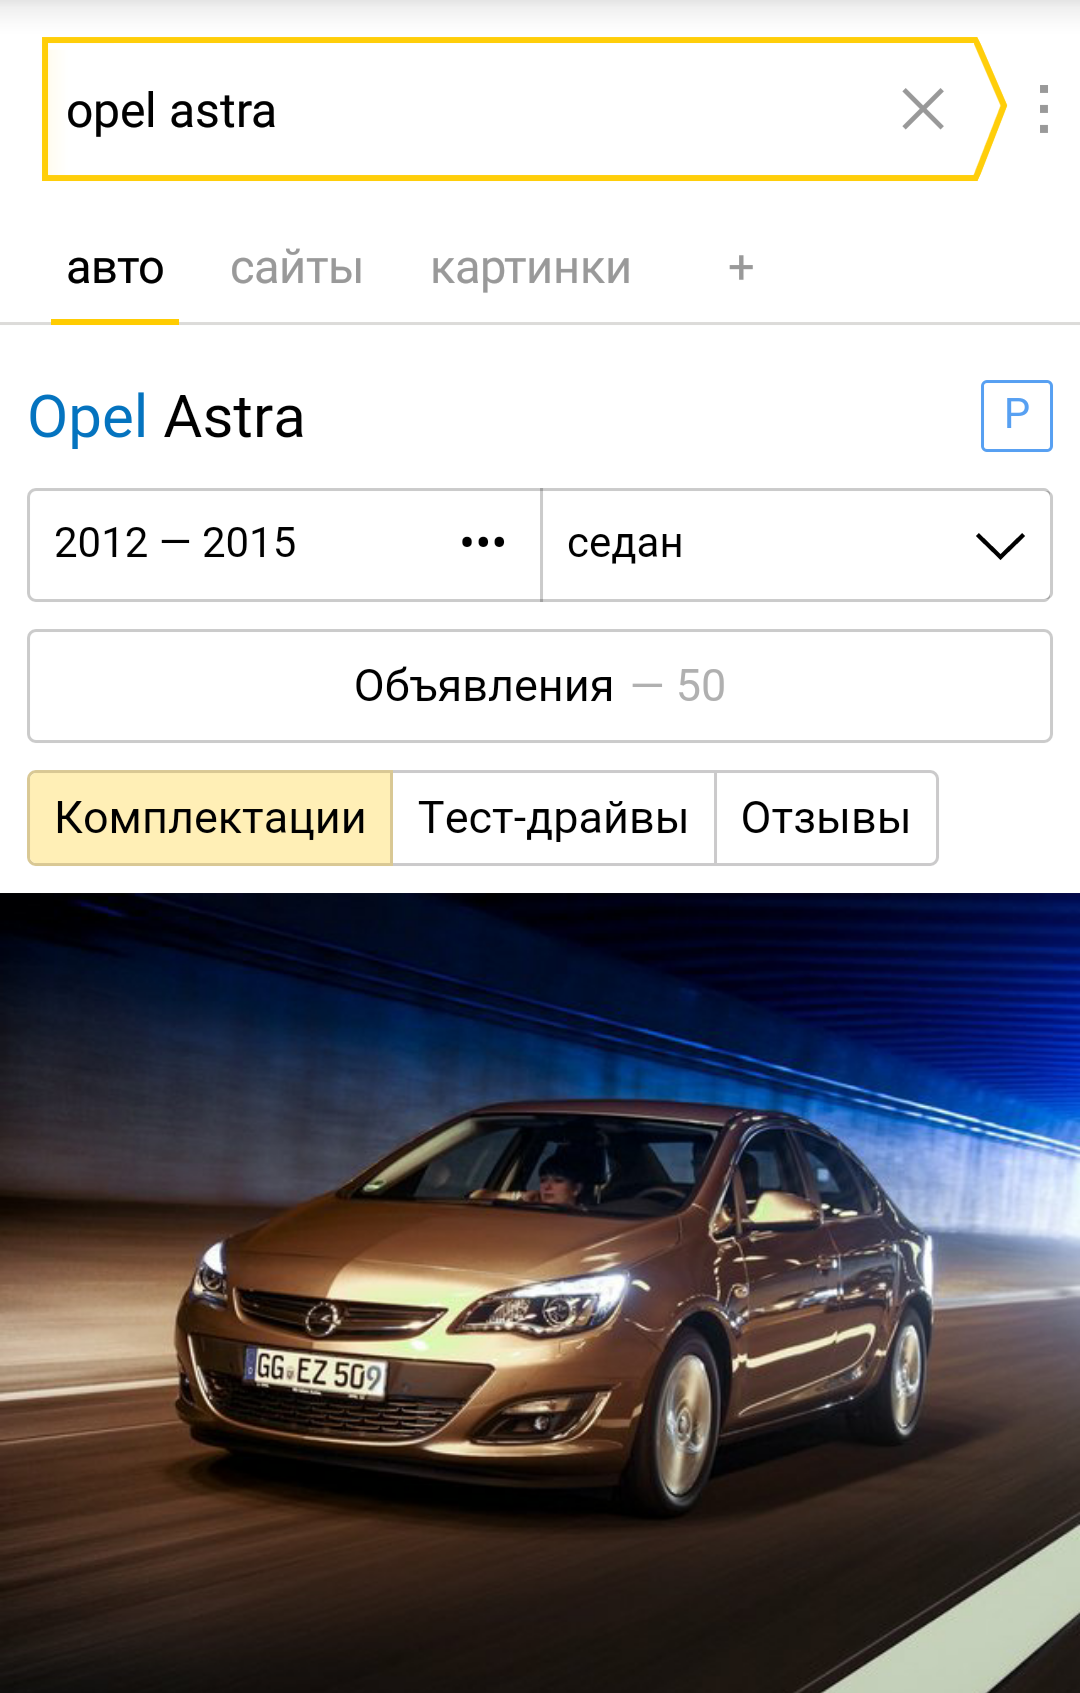 opel astra
авто сайты картинки +
Opel Astra
P
2012 — 2015 ••• седан
Объявления — 50
Комплектации Тест-драйвы Отзывы
GG EZ 509